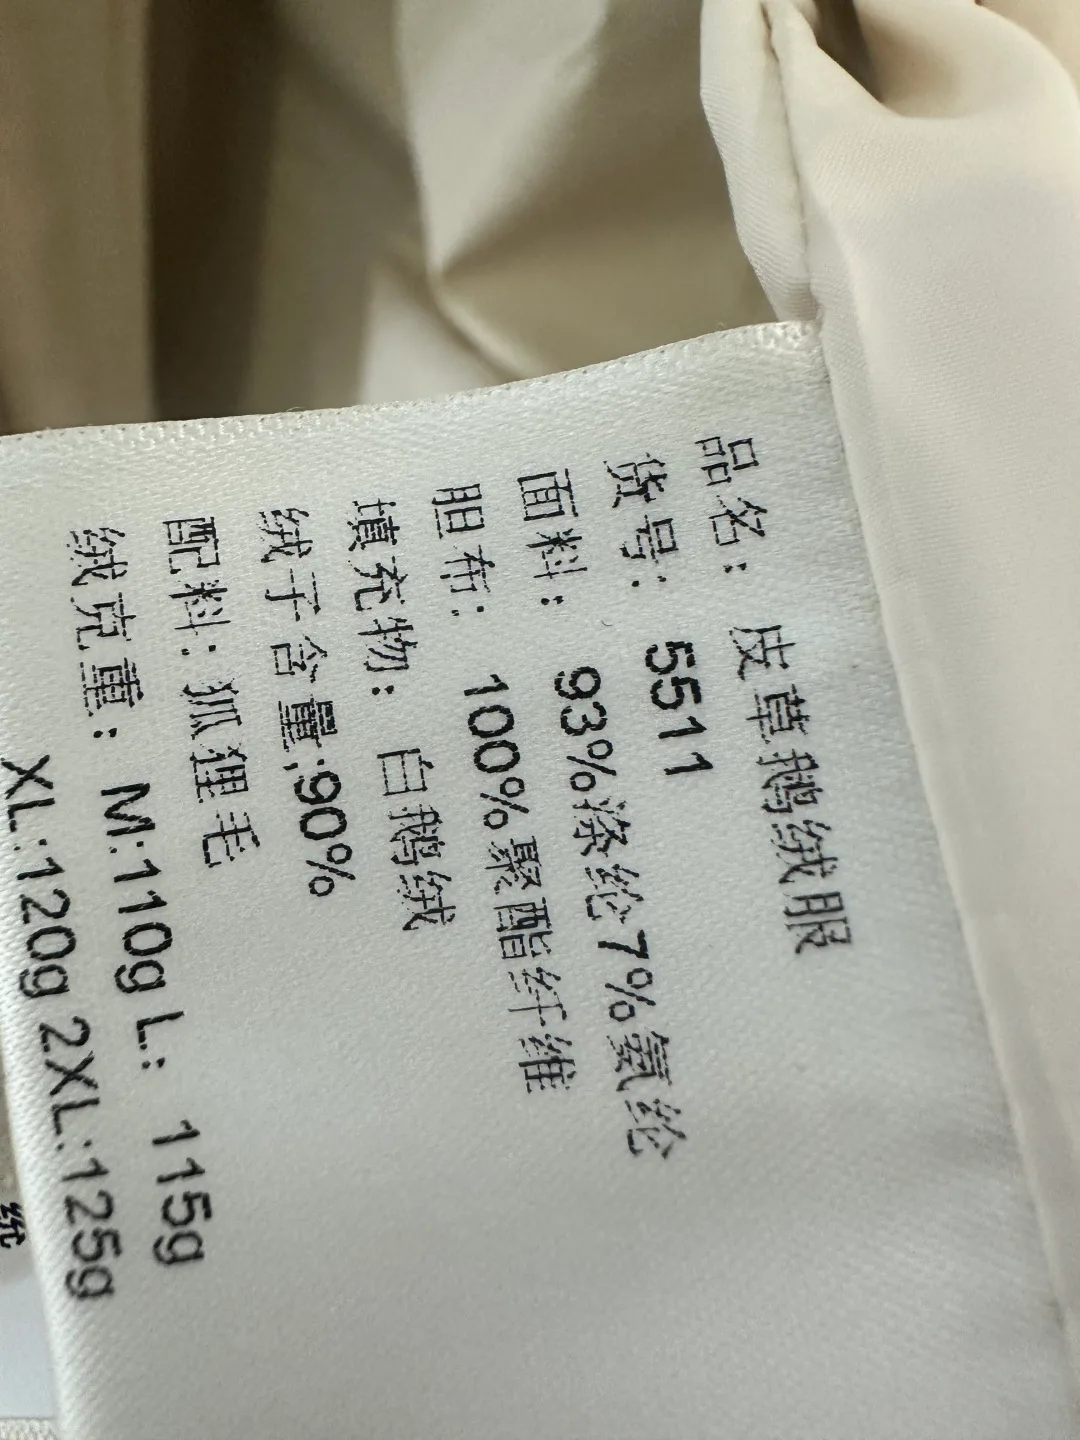 品名：皮草鹅绒服
货号：5511
面料：93%涤纶7%氨纶
胆布：100%聚酯纤维
填充物：白鹅绒
绒子含量:90%
配料：狐狸毛
绒克重：M:110g L：115g
XL:120g 2XL:125g